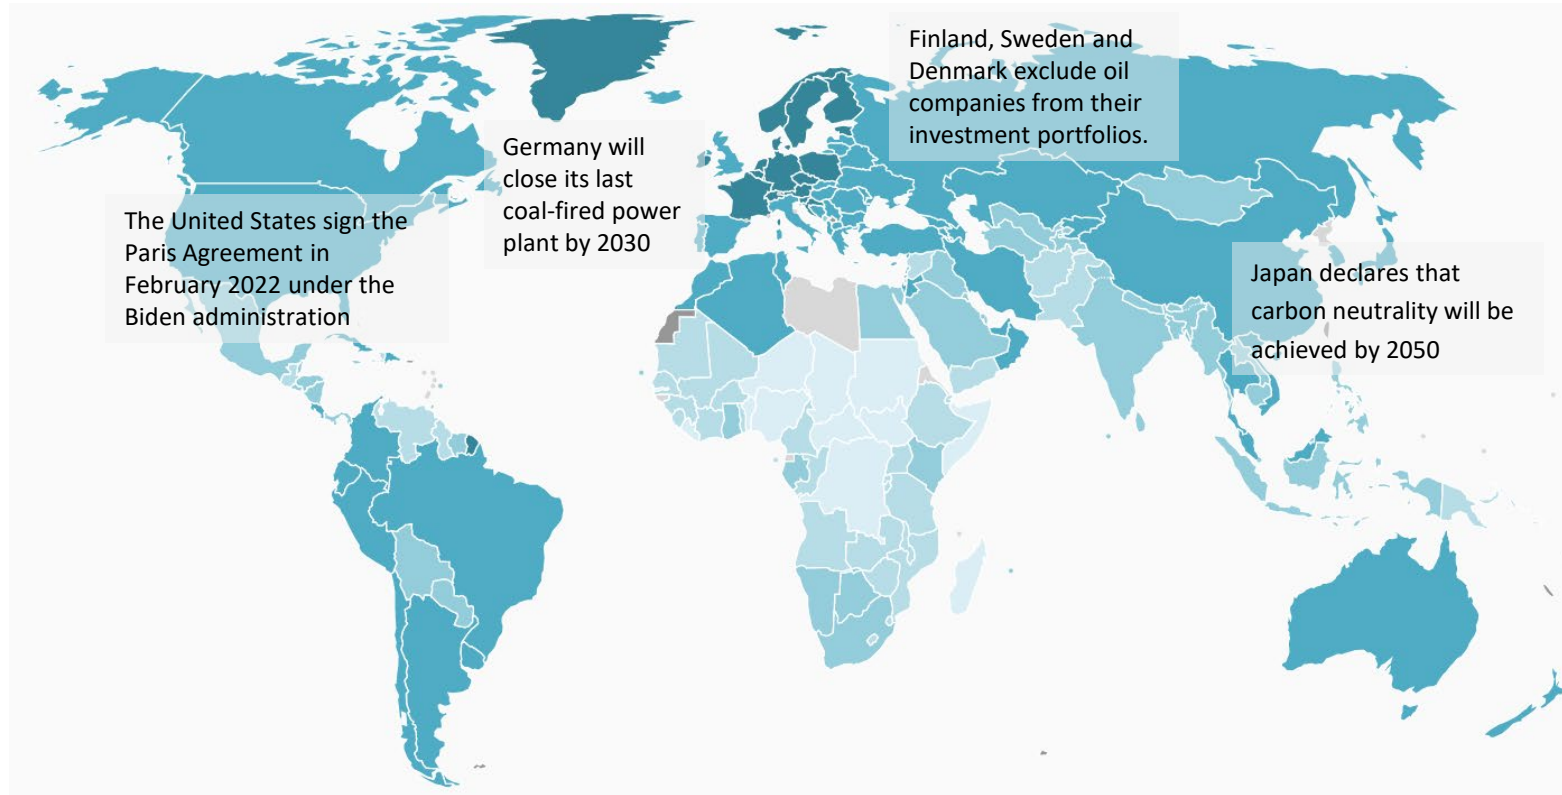 Finland, Sweden and
Denmark exclude oil
companies from their
investment portfolios.
Germany will
close its last
coal-fired power
plant by 2030
The United States sign the
Paris Agreement in
February 2022 under the
Biden administration
Japan declares that
carbon neutrality will be
achieved by 2050